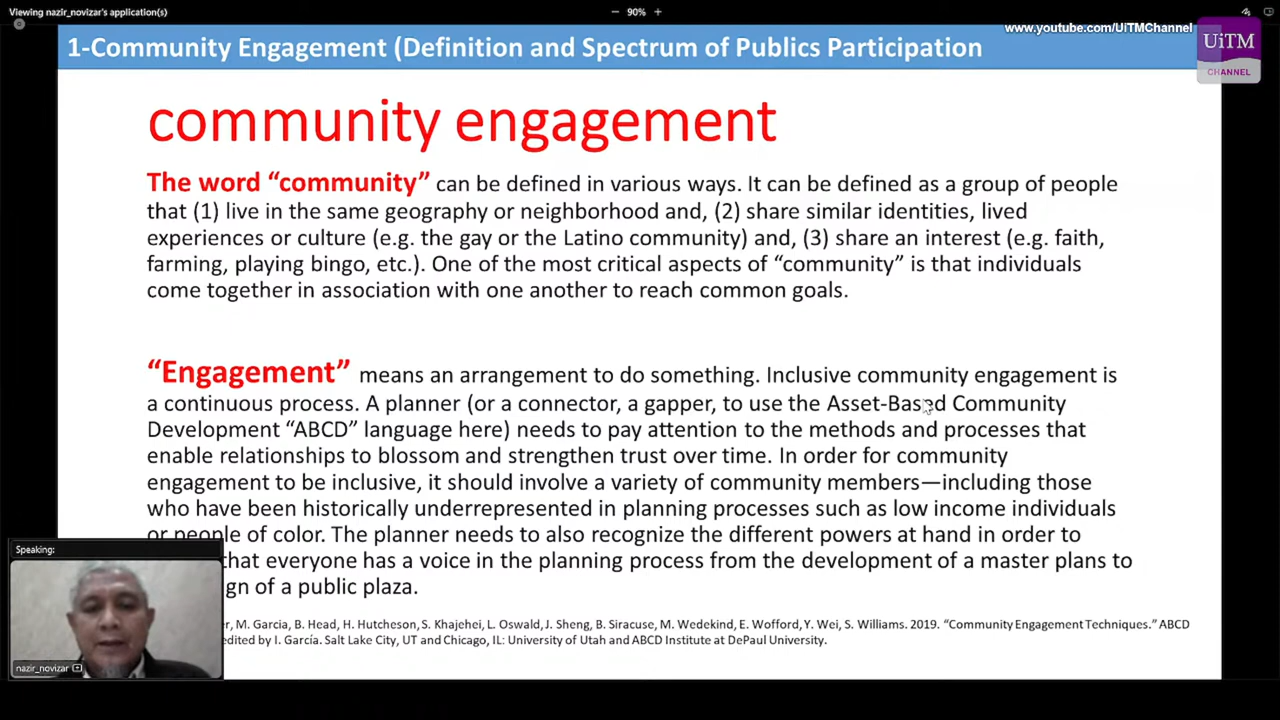 Viewing nazir_novizar's application(s)
− 90% +
www.youtube.com/UiTMChannel
UiTM
CHANNEL
1-Community Engagement (Definition and Spectrum of Publics Participation
community engagement
The word “community” can be defined in various ways. It can be defined as a group of people
that (1) live in the same geography or neighborhood and, (2) share similar identities, lived
experiences or culture (e.g. the gay or the Latino community) and, (3) share an interest (e.g. faith,
farming, playing bingo, etc.). One of the most critical aspects of “community” is that individuals
come together in association with one another to reach common goals.
“Engagement” means an arrangement to do something. Inclusive community engagement is
a continuous process. A planner (or a connector, a gapper, to use the Asset-Based Community
Development “ABCD” language here) needs to pay attention to the methods and processes that
enable relationships to blossom and strengthen trust over time. In order for community
engagement to be inclusive, it should involve a variety of community members—including those
who have been historically underrepresented in planning processes such as low income individuals
or people of color. The planner needs to also recognize the different powers at hand in order to
that everyone has a voice in the planning process from the development of a master plans to
of a public plaza.
M. Garcia, B. Head, H. Hutcheson, S. Khajehei, L. Oswald, J. Sheng, B. Siracuse, M. Wedekind, E. Wofford, Y. Wei, S. Williams. 2019. “Community Engagement Techniques.” ABCD
edited by I. García. Salt Lake City, UT and Chicago, IL: University of Utah and ABCD Institute at DePaul University.
Speaking:
nazir_novizar